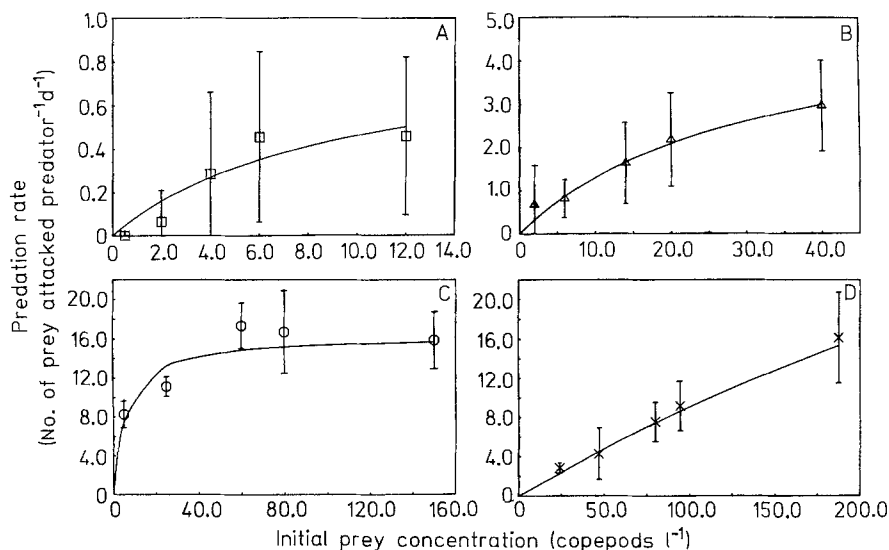 Predation rate
(No. of prey attacked predator⁻¹d⁻¹)
A
1.0
0.8
0.6
0.4
0.2
0
0 2.0 4.0 6.0 8.0 10.0 12.0 14.0
B
5.0
4.0
3.0
2.0
1.0
0.0
0.0 10.0 20.0 30.0 40.0
C
20.0
16.0
12.0
8.0
4.0
0
0 40.0 80.0 120.0 160.0
D
20.0
16.0
12.0
8.0
4.0
0
0 50.0 100.0 150.0 200.0
Initial prey concentration (copepods l⁻¹)